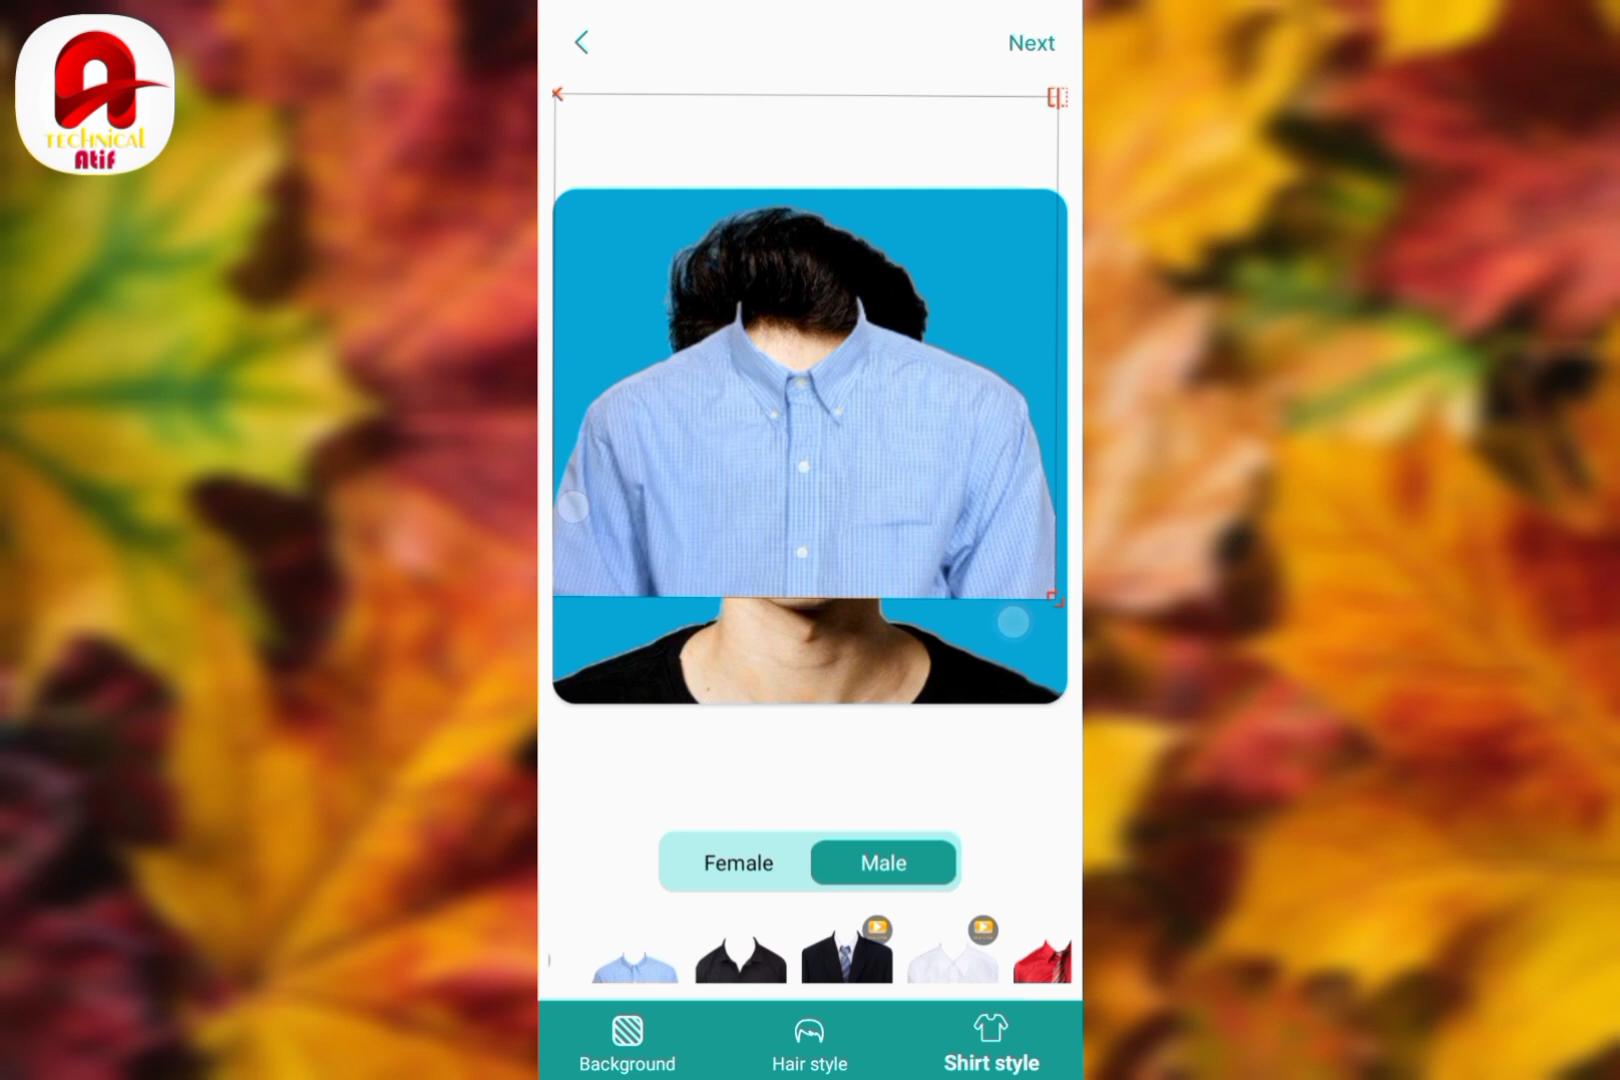 TECHNICAL
Atif
Next
Female
Male
Background
Hair style
Shirt style